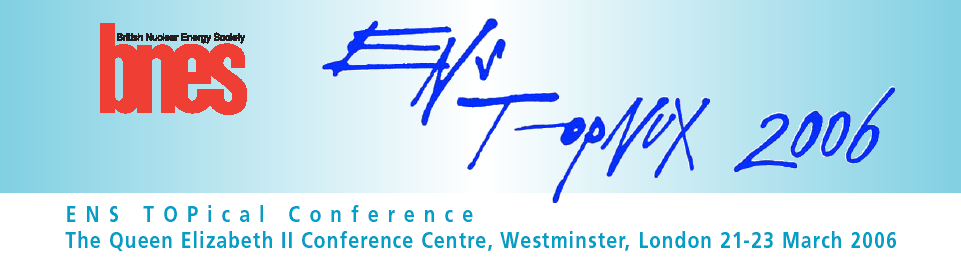 British Nuclear Energy Society
bnes
ENS
TopNux 2006
ENS TOPical Conference
The Queen Elizabeth II Conference Centre, Westminster, London 21-23 March 2006